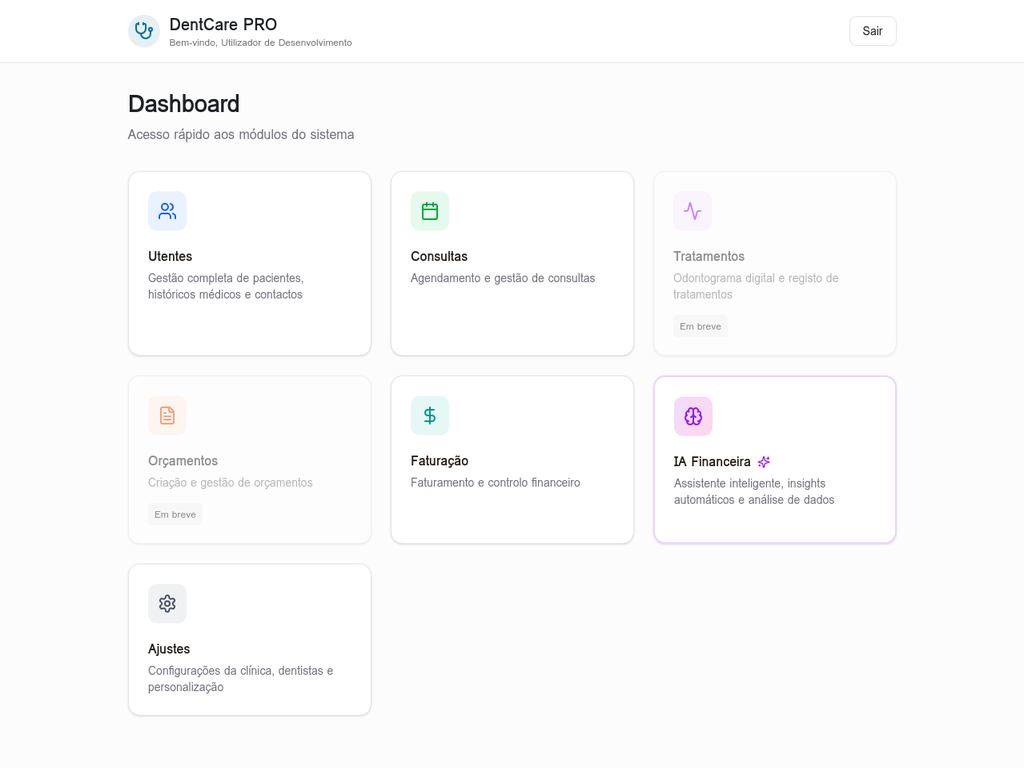 DentCare PRO
Bem-vindo, Utilizador de Desenvolvimento
Sair
Dashboard
Acesso rápido aos módulos do sistema
Utentes
Gestão completa de pacientes,
históricos médicos e contactos
Consultas
Agendamento e gestão de consultas
Tratamentos
Odontograma digital e registo de
tratamentos
Em breve
Orçamentos
Criação e gestão de orçamentos
Em breve
Faturação
Faturamento e controlo financeiro
IA Financeira
Assistente inteligente, insights
automáticos e análise de dados
Ajustes
Configurações da clínica, dentistas e
personalização